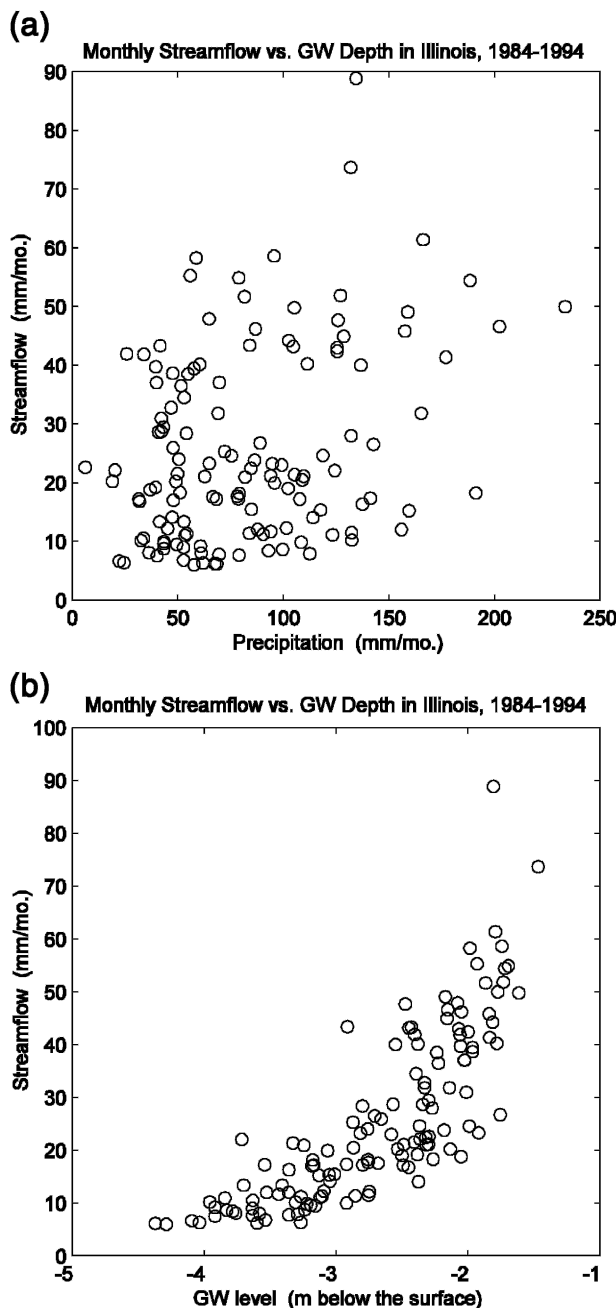 (a)
Monthly Streamflow vs. GW Depth in Illinois, 1984-1994
90
80
70
60
50
40
30
20
10
0
Streamflow (mm/mo.)
0 50 100 150 200 250
Precipitation (mm/mo.)
(b)
Monthly Streamflow vs. GW Depth in Illinois, 1984-1994
100
90
80
70
60
50
40
30
20
10
0
Streamflow (mm/mo.)
-5 -4 -3 -2 -1
GW level (m below the surface)